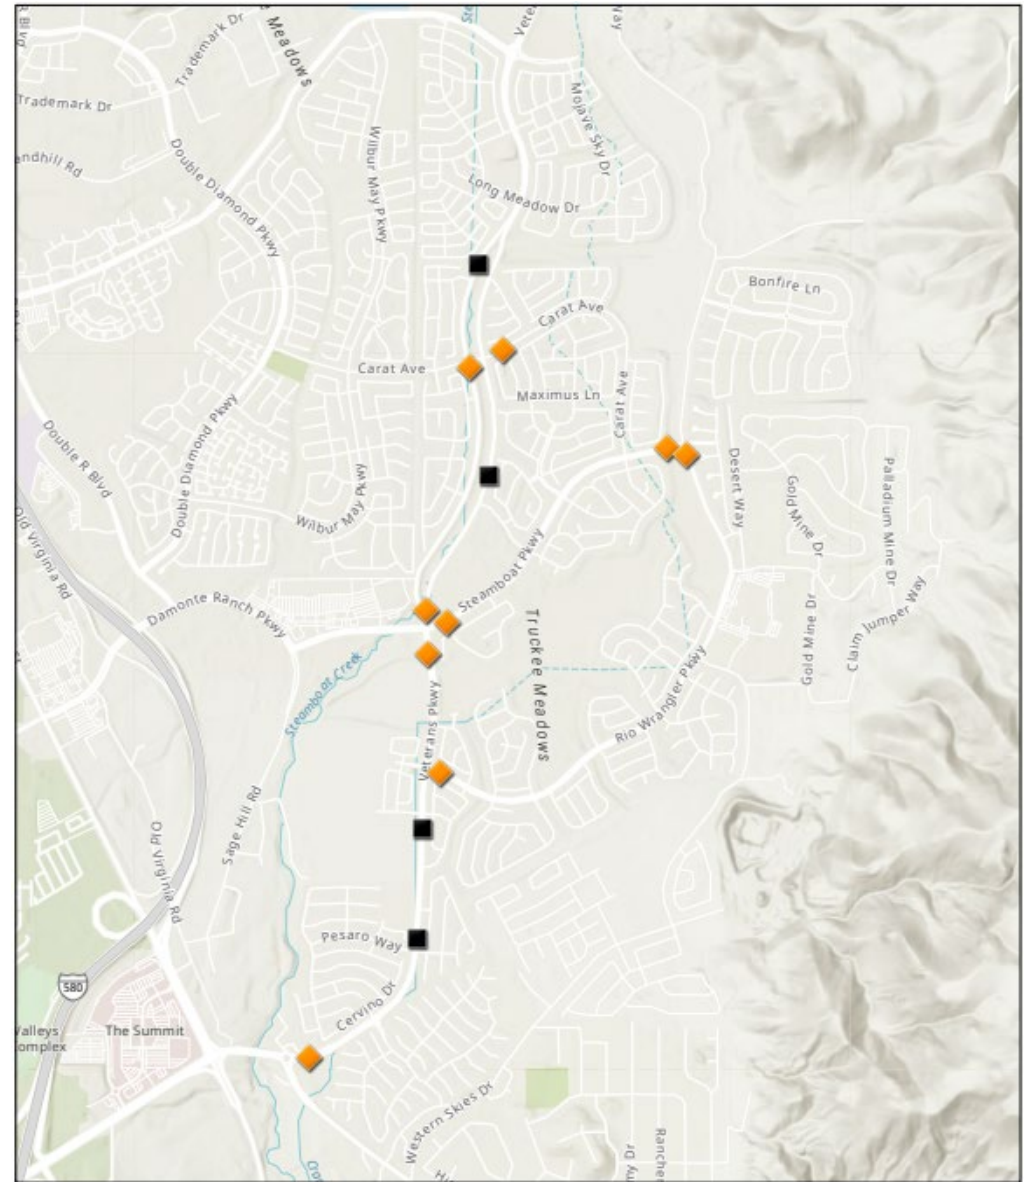 Trademark Dr
Meadows
Trademark Dr
Mojave Sky Dr
Wilbur May Pkwy
Double Diamond Pkwy
Long Meadow Dr
Bonfire Ln
Carat Ave
Carat Ave
Maximus Ln
Carat Ave
Double Diamond Pkwy
Double R Blvd
Desert Way
Palladium Mine Dr
Gold Mine Dr
Wilbur May Pkwy
Old Virginia Rd
Steamboat Pkwy
Damonte Ranch Pkwy
Claim Jumper Way
Gold Mine Dr
Truckee Meadows
Steamboat Creek
Veterans Pkwy
Rio Wrangler Pkwy
Sage Hill Rd
Old Virginia Rd
Pesaro Way
580
Cervino Dr
The Summit
Valleys
omplex
Western Skies Dr
Ranche
ny Dr